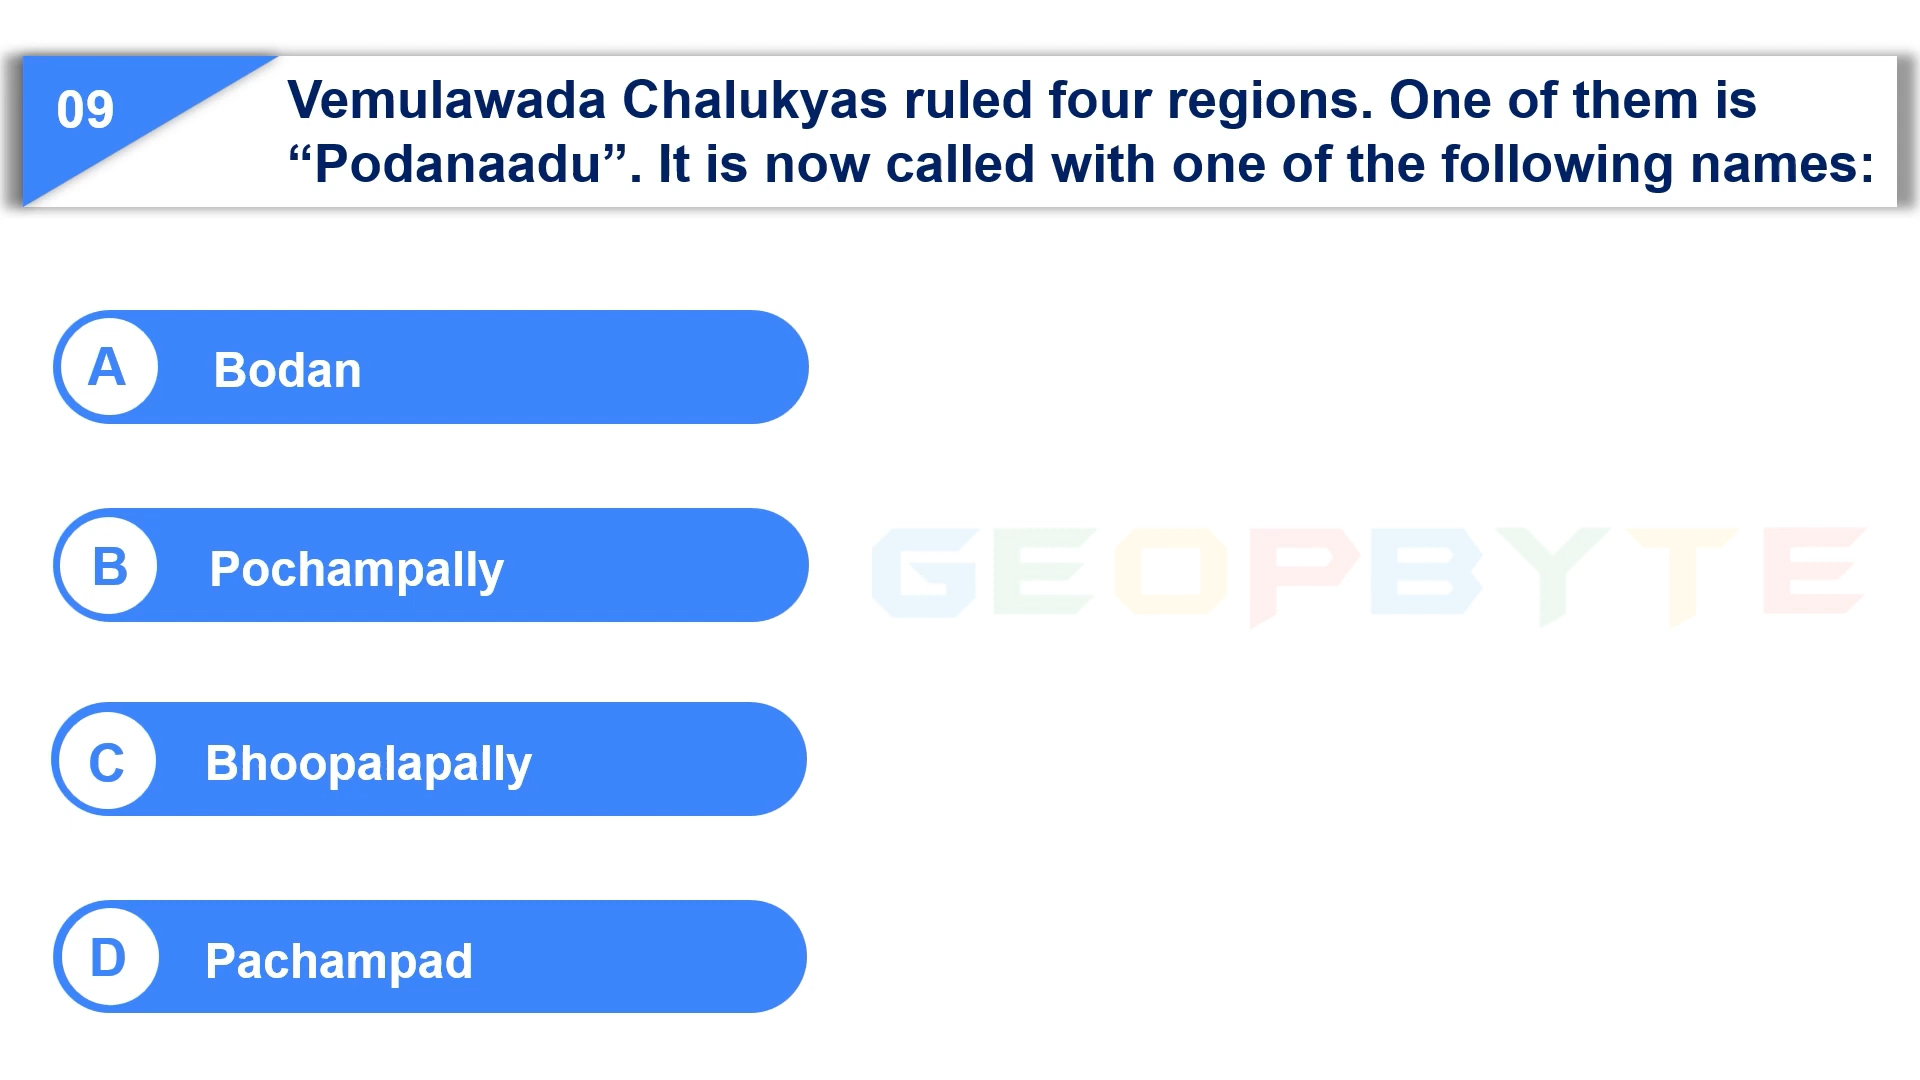 09
Vemulawada Chalukyas ruled four regions. One of them is
“Podanaadu”. It is now called with one of the following names:
A Bodan
B Pochampally
GEOPBYTE
C Bhoopalapally
D Pachampad